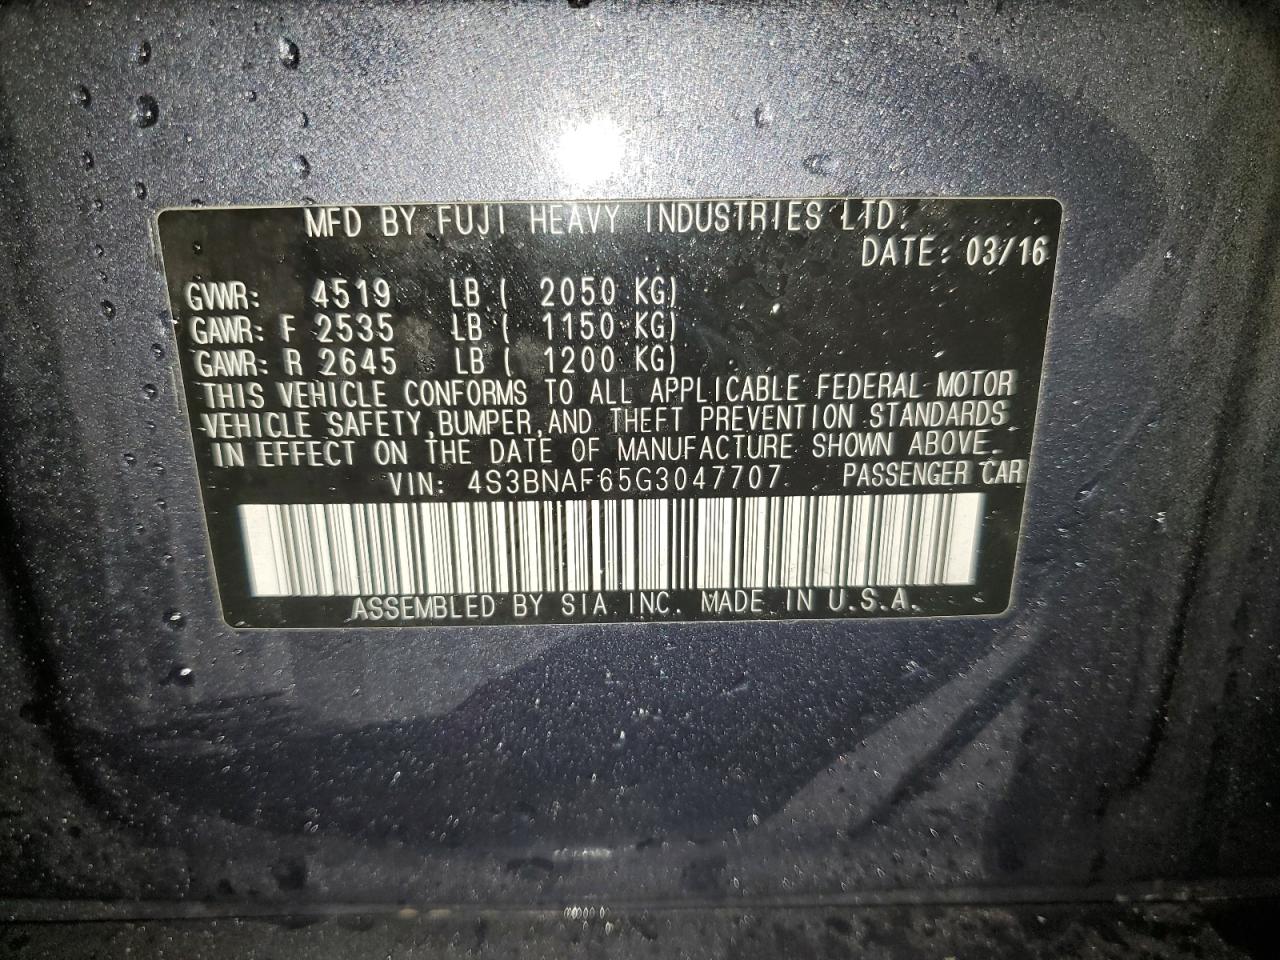 MFD BY FUJI HEAVY INDUSTRIES LTD.
DATE: 03/16
GVWR: 4519 LB ( 2050 KG)
GAWR: F 2535 LB ( 1150 KG)
GAWR: R 2645 LB ( 1200 KG)
THIS VEHICLE CONFORMS TO ALL APPLICABLE FEDERAL MOTOR
VEHICLE SAFETY, BUMPER, AND THEFT PREVENTION STANDARDS
IN EFFECT ON THE DATE OF MANUFACTURE SHOWN ABOVE.
VIN: 4S3BNAF65G3047707 PASSENGER CAR
ASSEMBLED BY SIA INC. MADE IN U.S.A.